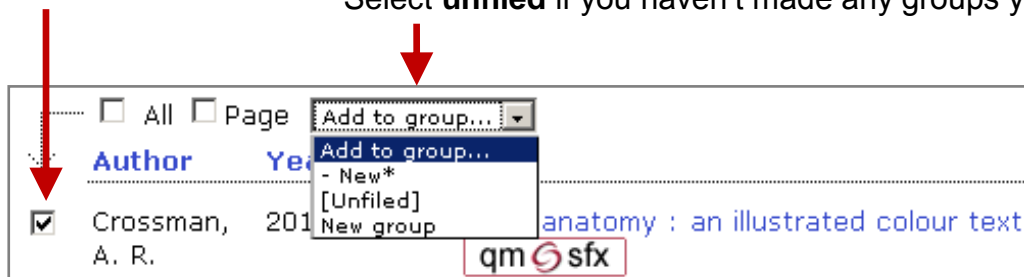 Select unfiled if you haven't made any groups y
All Page Add to group...
Add to group...
Author Ye
- New*
[Unfiled]
New group
Crossman, 201 anatomy : an illustrated colour text
A. R.
qm sfx